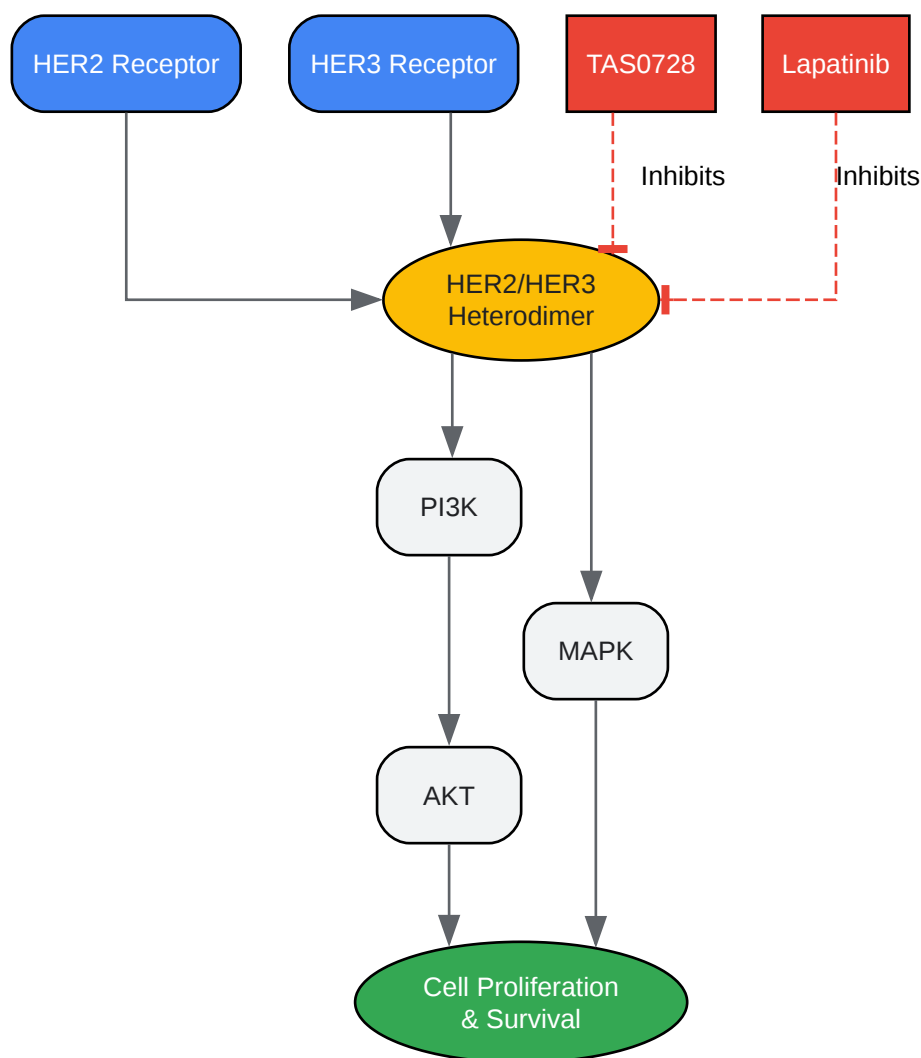 HER2 Receptor
HER3 Receptor
TAS0728
Lapatinib
Inhibits
Inhibits
HER2/HER3
Heterodimer
PI3K
MAPK
AKT
Cell Proliferation
& Survival